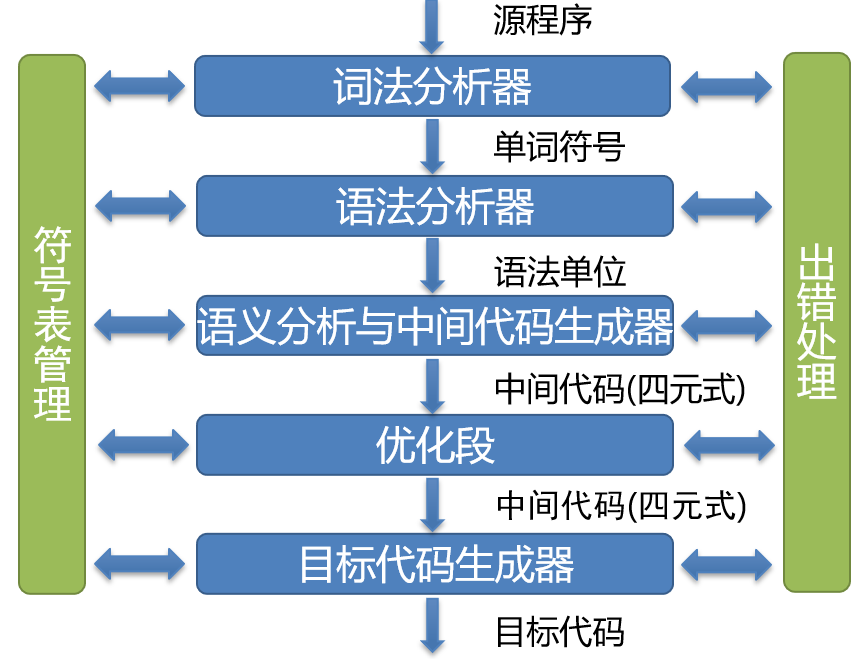 源程序
词法分析器
单词符号
语法分析器
语法单位
语义分析与中间代码生成器
中间代码(四元式)
优化段
中间代码(四元式)
目标代码生成器
目标代码
符号表管理
出错处理